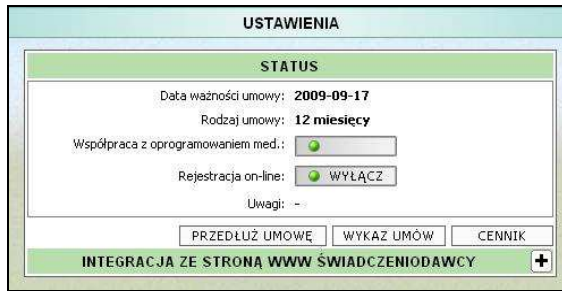 USTAWIENIA
STATUS
Data ważności umowy: 2009-09-17
Rodzaj umowy: 12 miesięcy
Współpraca z oprogramowaniem med.:
Rejestracja on-line: WYŁĄCZ
Uwagi: -
PRZEDŁUŻ UMOWĘ WYKAZ UMÓW CENNIK
INTEGRACJA ZE STRONĄ WWW ŚWIADCZENIODAWCY +